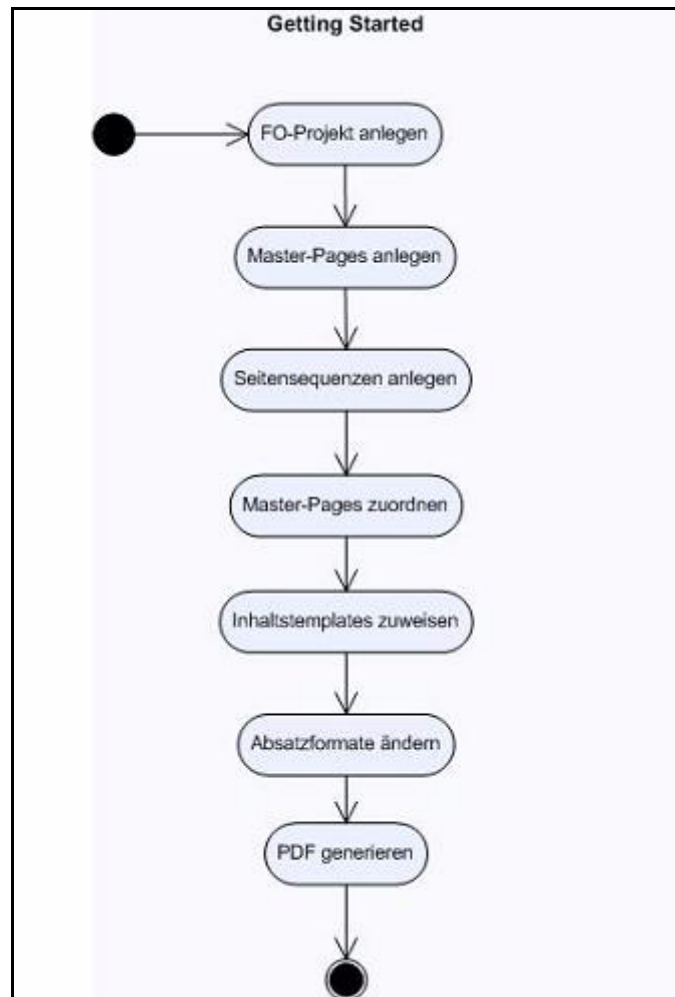 Getting Started
FO-Projekt anlegen
Master-Pages anlegen
Seitensequenzen anlegen
Master-Pages zuordnen
Inhaltstemplates zuweisen
Absatzformate ändern
PDF generieren